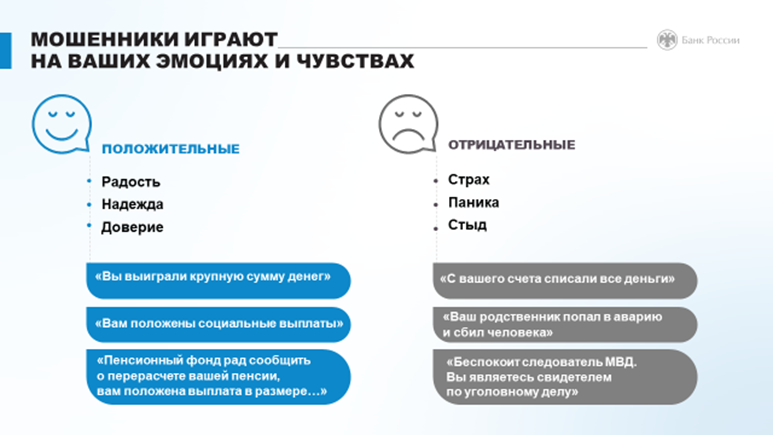 МОШЕННИКИ ИГРАЮТ
НА ВАШИХ ЭМОЦИЯХ И ЧУВСТВАХ
Банк России
ПОЛОЖИТЕЛЬНЫЕ
• Радость
• Надежда
• Доверие
«Вы выиграли крупную сумму денег»
«Вам положены социальные выплаты»
«Пенсионный фонд рад сообщить
о перерасчете вашей пенсии,
вам положена выплата в размере…»
ОТРИЦАТЕЛЬНЫЕ
• Страх
• Паника
• Стыд
«С вашего счета списали все деньги»
«Ваш родственник попал в аварию
и сбил человека»
«Беспокоит следователь МВД.
Вы являетесь свидетелем
по уголовному делу»